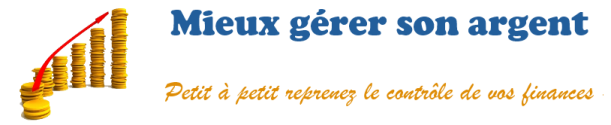 Mieux gérer son argent
Petit à petit reprenez le contrôle de vos finances